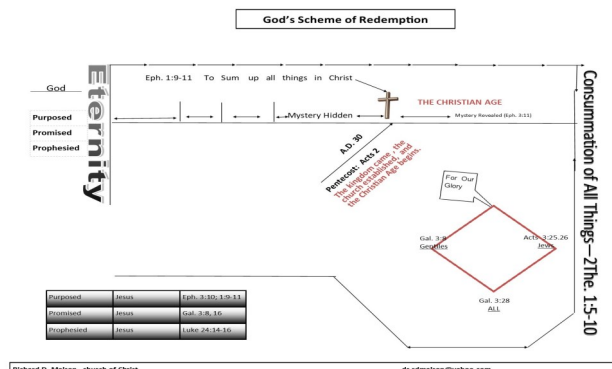 God's Scheme of Redemption
Eph. 1:9-11 To Sum up all things in Christ
God
Eternity
Purposed
Promised
Prophesied
Mystery Hidden
THE CHRISTIAN AGE
Mystery Revealed (Eph. 3:11)
A.D. 30
Pentecost: Acts 2
The kingdom came, the
church established, and
the Christian Age begins.
For Our
Glory
Gal. 3:8
Gentiles
Acts 3:25.26
Jews
Gal. 3:28
ALL
Consummation of All Things—2The. 1:5-10
Purposed Jesus Eph. 3:10; 1:9-11
Promised Jesus Gal. 3:8, 16
Prophesied Jesus Luke 24:14-16
church of Christ